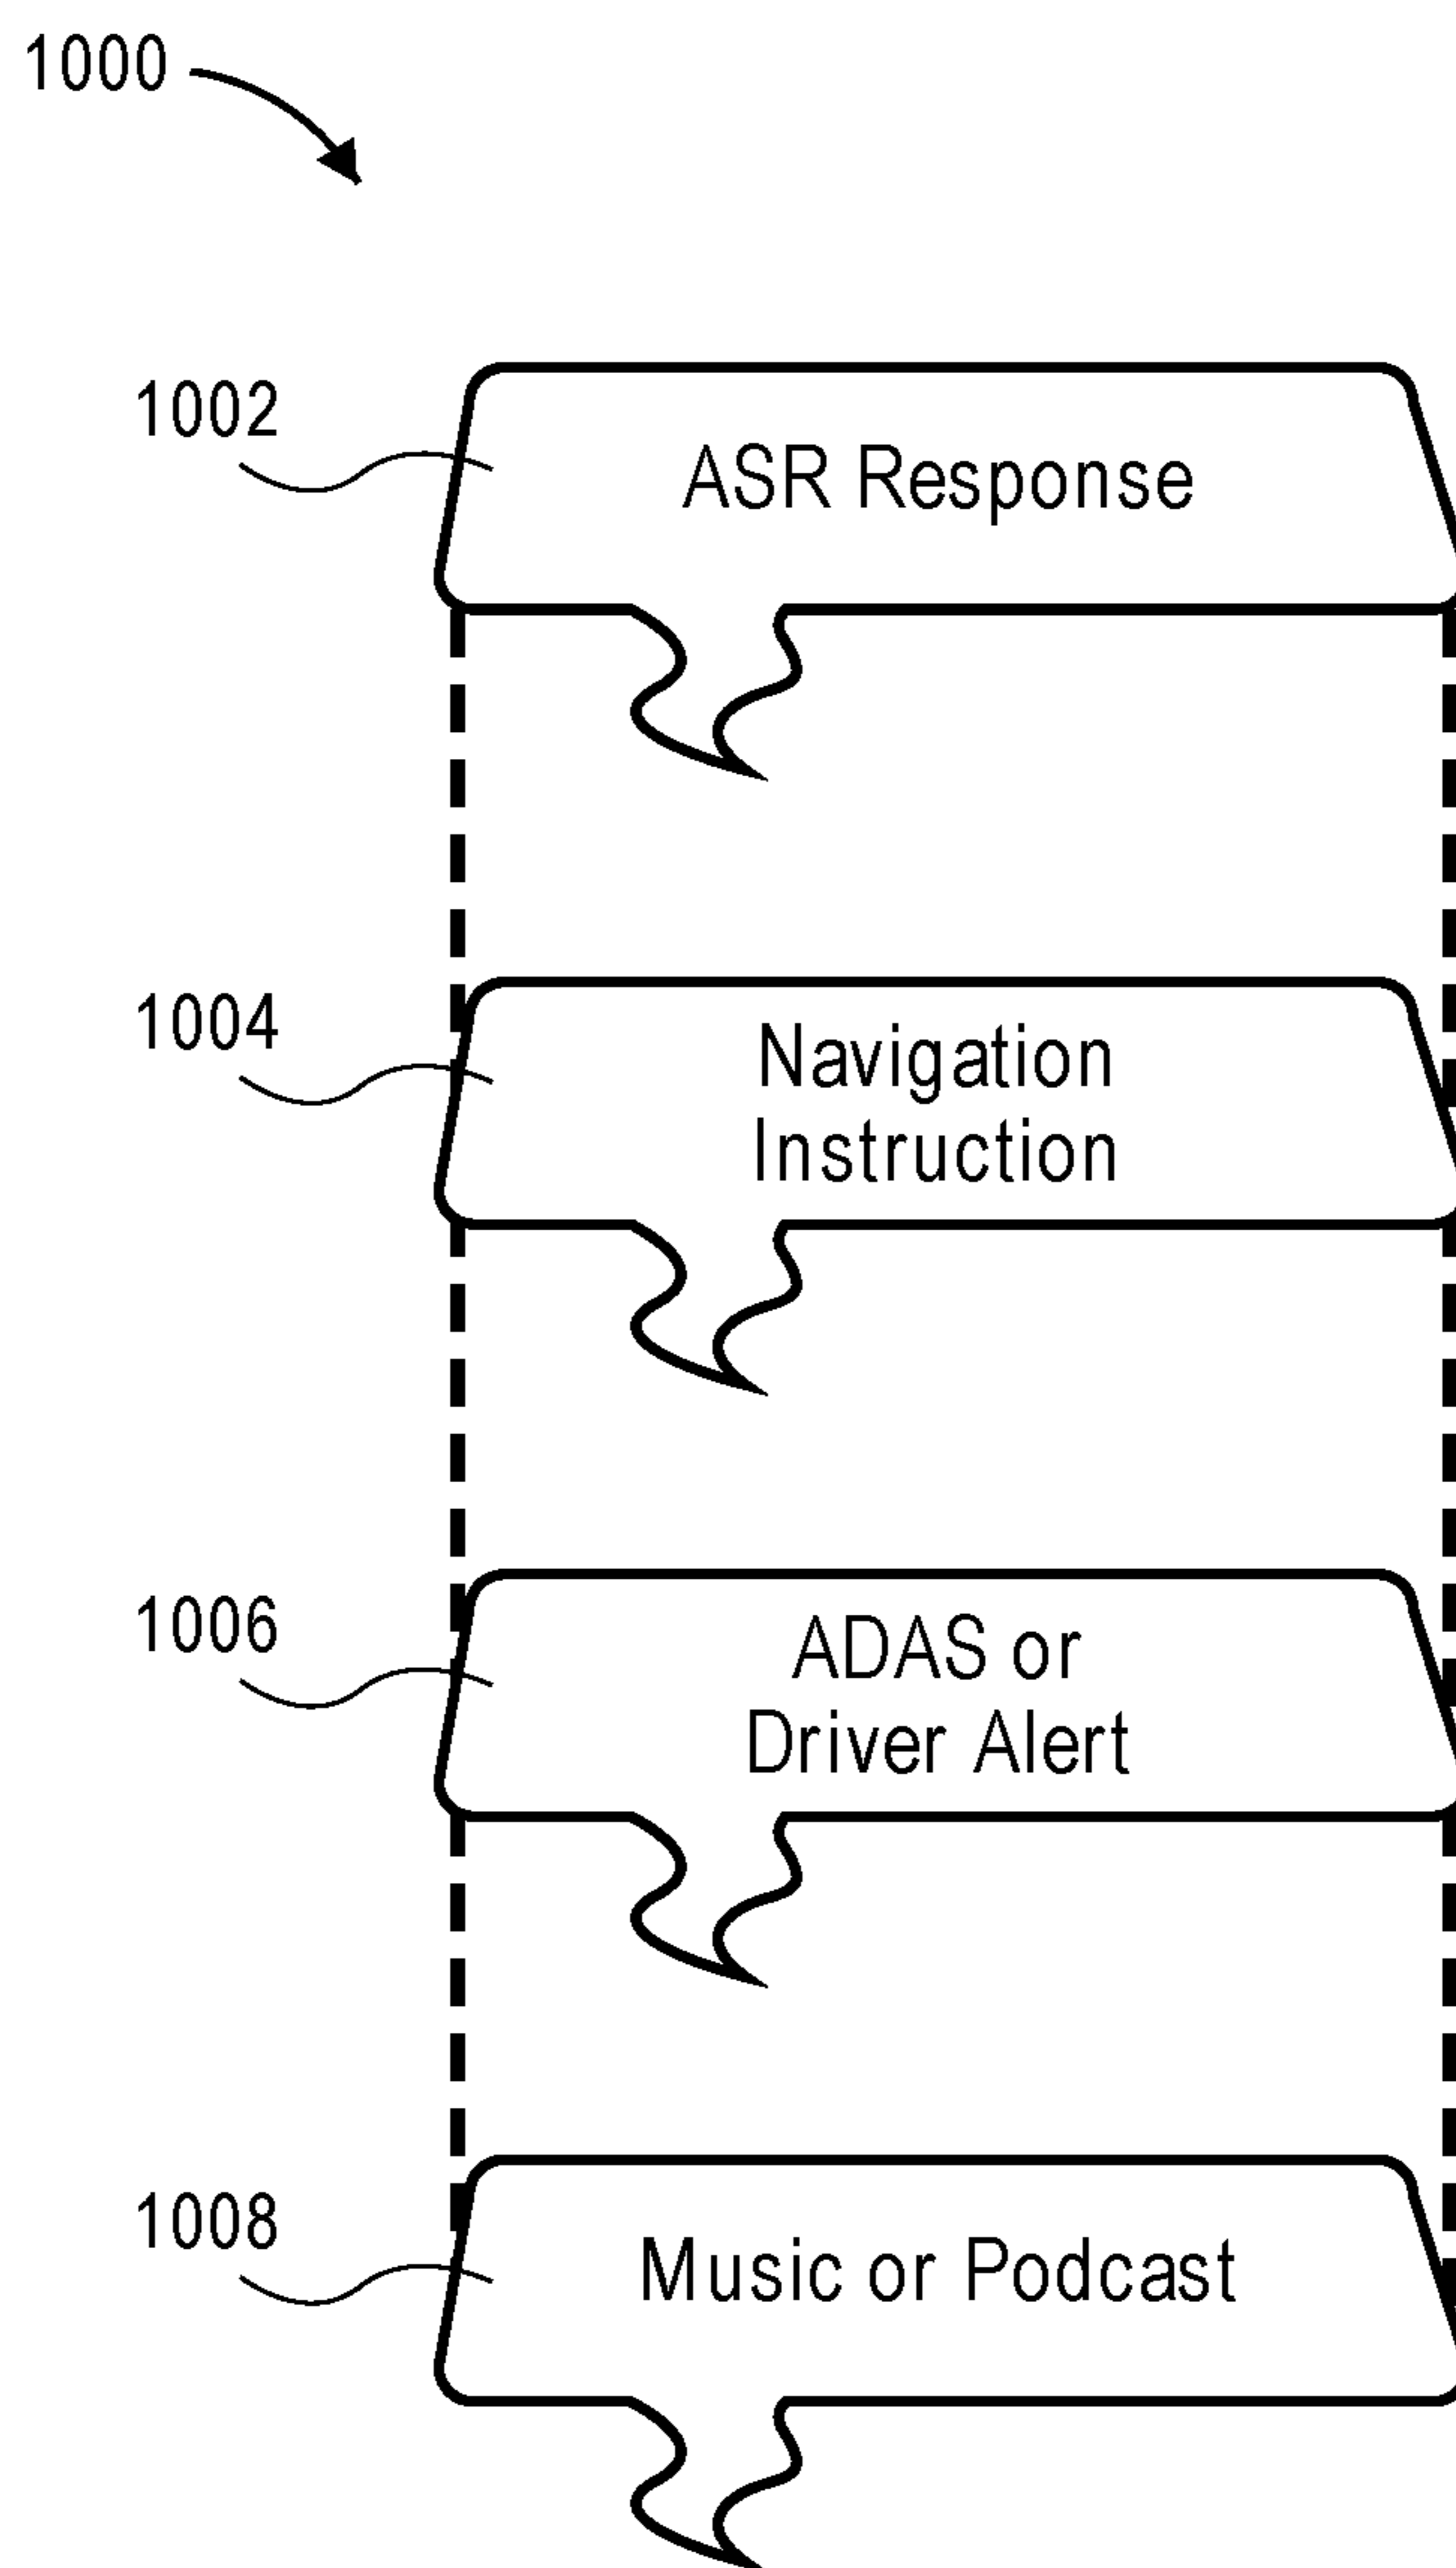 1000
1002
ASR Response
1004
Navigation
Instruction
1006
ADAS or
Driver Alert
1008
Music or Podcast